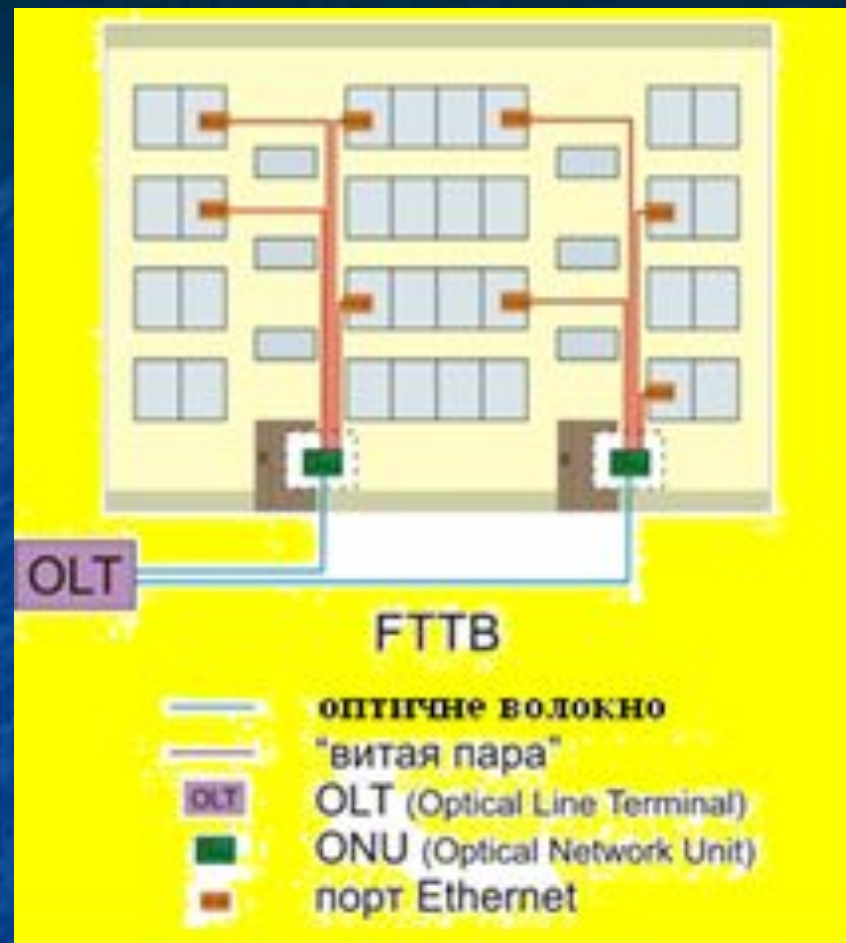 OLT
FTTB
оптичне волокно
"витая пара"
OLT OLT (Optical Line Terminal)
ONU (Optical Network Unit)
порт Ethernet